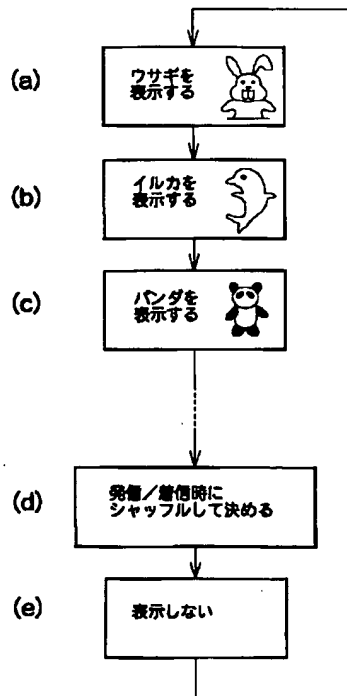 (a)
ウサギを
表示する
(b)
イルカを
表示する
(c)
パンダを
表示する
(d)
発信／着信時に
シャッフルして決める
(e)
表示しない